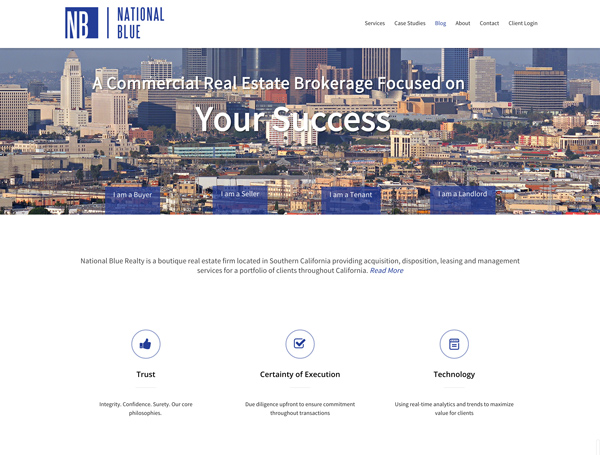 NB
NATIONAL
BLUE
Services Case Studies Blog About Contact Client Login
A Commercial Real Estate Brokerage Focused on
Your Success
I am a Buyer I am a Seller I am a Tenant I am a Landlord
National Blue Realty is a boutique real estate firm located in Southern California providing acquisition, disposition, leasing and management
services for a portfolio of clients throughout California. Read More
Trust
Integrity. Confidence. Surety. Our core
philosophies.
Certainty of Execution
Due diligence upfront to ensure commitment
throughout transactions
Technology
Using real-time analytics and trends to maximize
value for clients